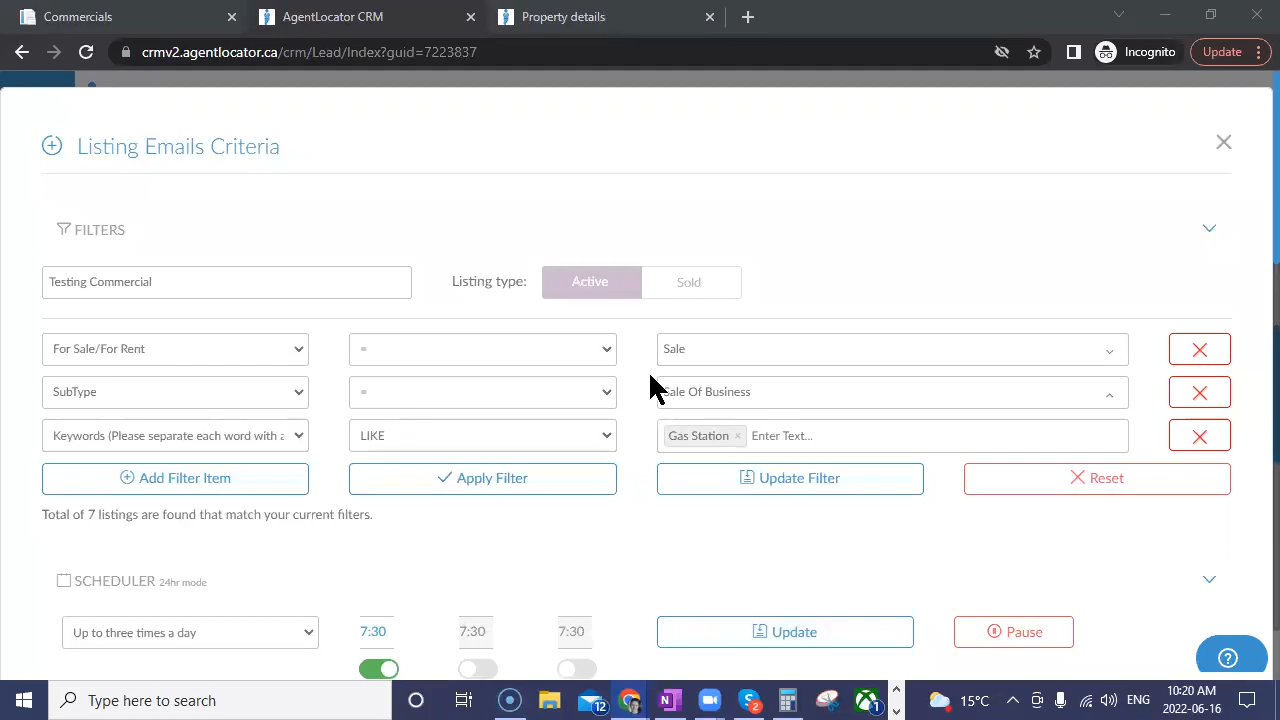 Commercials
AgentLocator CRM
Property details
crmv2.agentlocator.ca/crm/Lead/Index?guid=7223837
Incognito
Update
Listing Emails Criteria
FILTERS
Testing Commercial
Listing type:
Active
Sold
For Sale/For Rent
=
Sale
SubType
=
Sale Of Business
Keywords (Please separate each word with a
LIKE
Gas Station × Enter Text...
Add Filter Item
Apply Filter
Update Filter
Reset
Total of 7 listings are found that match your current filters.
SCHEDULER 24hr mode
Up to three times a day
7:30
7:30
7:30
Update
Pause
Type here to search
12
2
1
15°C
ENG
10:20 AM
2022-06-16